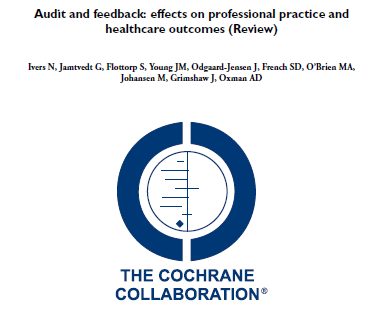 Audit and feedback: effects on professional practice and
healthcare outcomes (Review)
Ivers N, Jamtvedt G, Flottorp S, Young JM, Odgaard-Jensen J, French SD, O'Brien MA,
Johansen M, Grimshaw J, Oxman AD
THE COCHRANE
COLLABORATION®